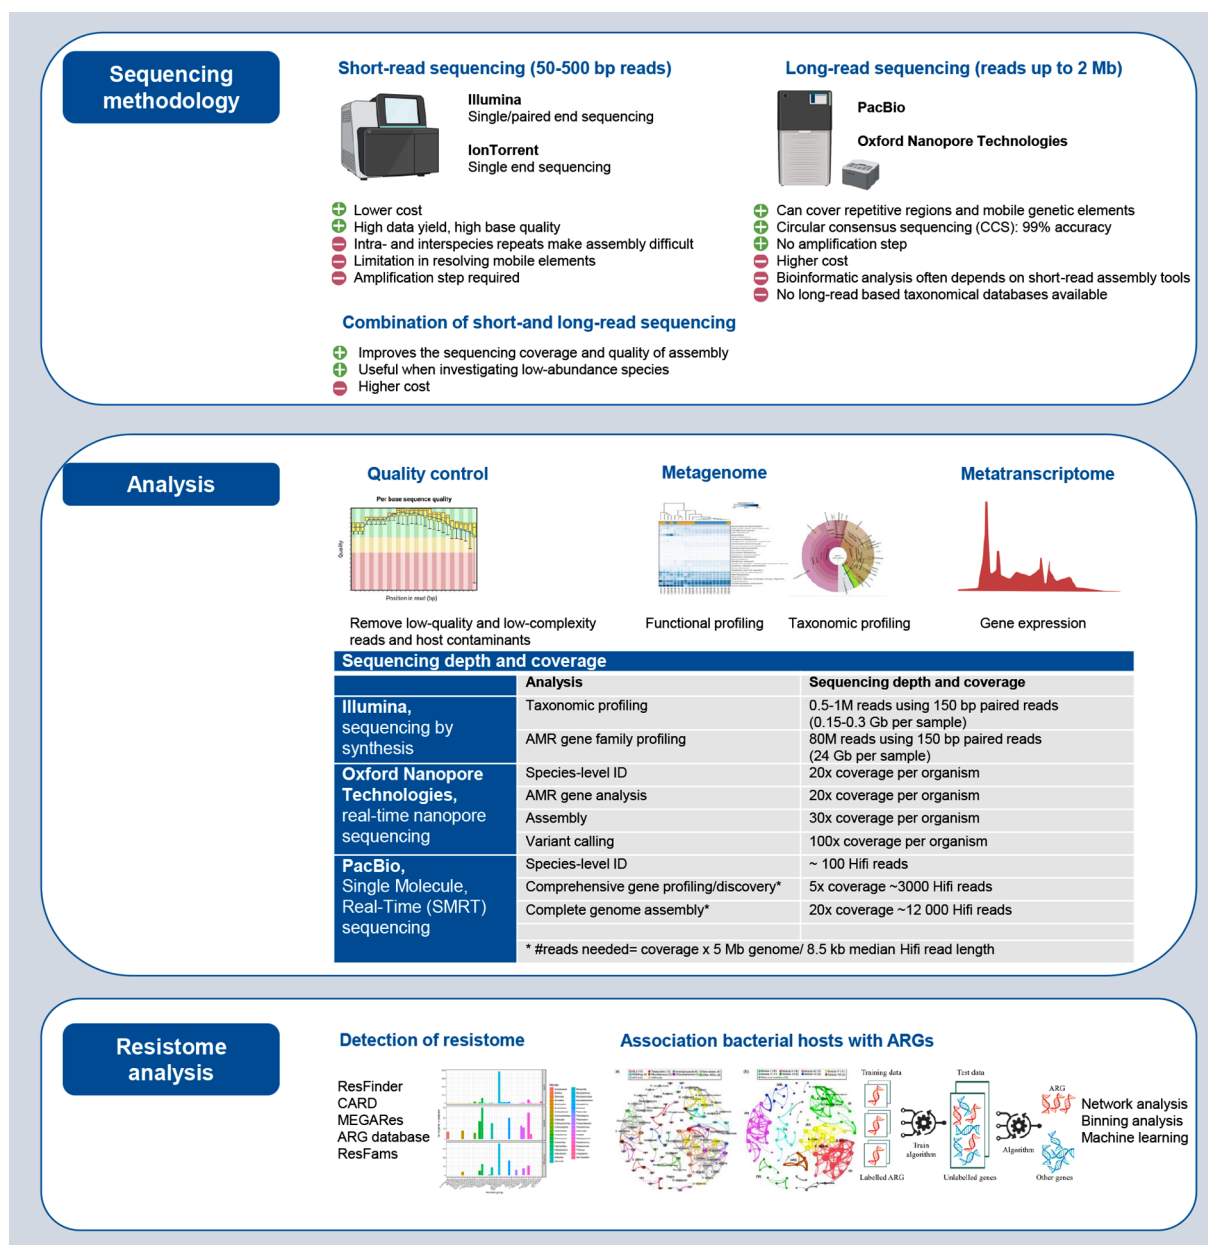 Sequencing
methodology
Short-read sequencing (50-500 bp reads)
Illumina
Single/paired end sequencing
IonTorrent
Single end sequencing
Lower cost
High data yield, high base quality
Intra- and interspecies repeats make assembly difficult
Limitation in resolving mobile elements
Amplification step required
Long-read sequencing (reads up to 2 Mb)
PacBio
Oxford Nanopore Technologies
Can cover repetitive regions and mobile genetic elements
Circular consensus sequencing (CCS): 99% accuracy
No amplification step
Higher cost
Bioinformatic analysis often depends on short-read assembly tools
No long-read based taxonomical databases available
Combination of short-and long-read sequencing
Improves the sequencing coverage and quality of assembly
Useful when investigating low-abundance species
Higher cost
Analysis
Quality control
Per base sequence quality
Quality
Position in read (bp)
Remove low-quality and low-complexity
reads and host contaminants
Metagenome
Functional profiling
Taxonomic profiling
Metatranscriptome
Gene expression
Sequencing depth and coverage
Analysis
Sequencing depth and coverage
Illumina,
sequencing by
synthesis
Taxonomic profiling
0.5-1M reads using 150 bp paired reads
(0.15-0.3 Gb per sample)
AMR gene family profiling
80M reads using 150 bp paired reads
(24 Gb per sample)
Oxford Nanopore
Technologies,
real-time nanopore
sequencing
Species-level ID
20x coverage per organism
AMR gene analysis
20x coverage per organism
Assembly
30x coverage per organism
Variant calling
100x coverage per organism
PacBio,
Single Molecule,
Real-Time (SMRT)
sequencing
Species-level ID
~ 100 Hifi reads
Comprehensive gene profiling/discovery*
5x coverage ~3000 Hifi reads
Complete genome assembly*
20x coverage ~12 000 Hifi reads
* #reads needed= coverage x 5 Mb genome/ 8.5 kb median Hifi read length
Resistome
analysis
Detection of resistome
ResFinder
CARD
MEGARes
ARG database
ResFams
Association bacterial hosts with ARGs
Training data
Labelled ARG
Train
algorithm
Test data
Unlabelled genes
Algorithm
ARG
Other genes
Network analysis
Binning analysis
Machine learning